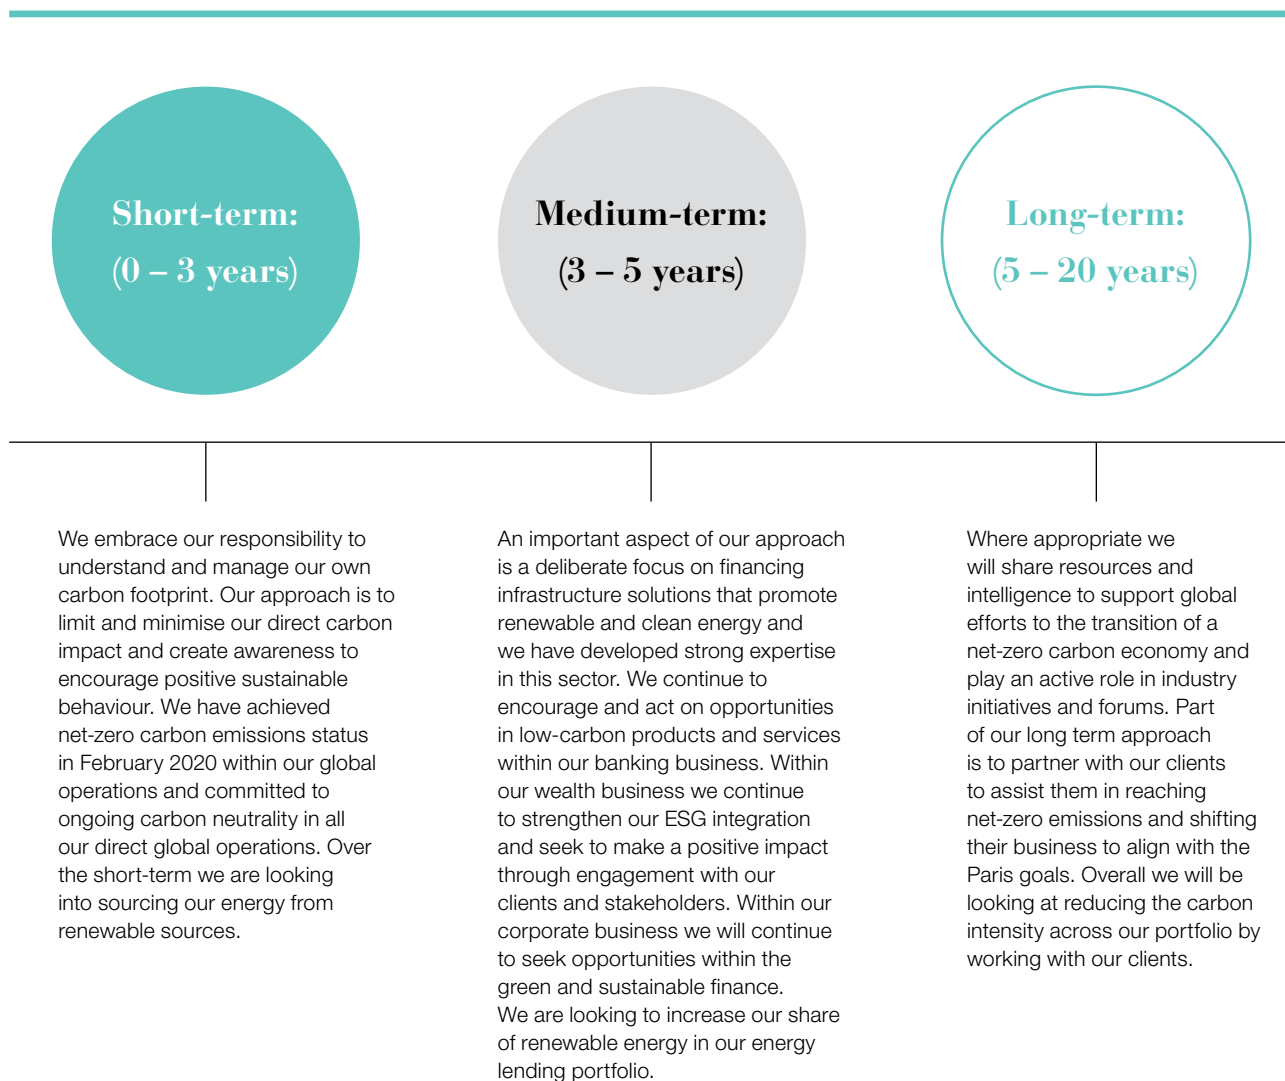 Short-term:
(0 – 3 years)
We embrace our responsibility to
understand and manage our own
carbon footprint. Our approach is to
limit and minimise our direct carbon
impact and create awareness to
encourage positive sustainable
behaviour. We have achieved
net-zero carbon emissions status
in February 2020 within our global
operations and committed to
ongoing carbon neutrality in all
our direct global operations. Over
the short-term we are looking
into sourcing our energy from
renewable sources.
Medium-term:
(3 – 5 years)
An important aspect of our approach
is a deliberate focus on financing
infrastructure solutions that promote
renewable and clean energy and
we have developed strong expertise
in this sector. We continue to
encourage and act on opportunities
in low-carbon products and services
within our banking business. Within
our wealth business we continue
to strengthen our ESG integration
and seek to make a positive impact
through engagement with our
clients and stakeholders. Within our
corporate business we will continue
to seek opportunities within the
green and sustainable finance.
We are looking to increase our share
of renewable energy in our energy
lending portfolio.
Long-term:
(5 – 20 years)
Where appropriate we
will share resources and
intelligence to support global
efforts to the transition of a
net-zero carbon economy and
play an active role in industry
initiatives and forums. Part
of our long term approach
is to partner with our clients
to assist them in reaching
net-zero emissions and shifting
their business to align with the
Paris goals. Overall we will be
looking at reducing the carbon
intensity across our portfolio by
working with our clients.